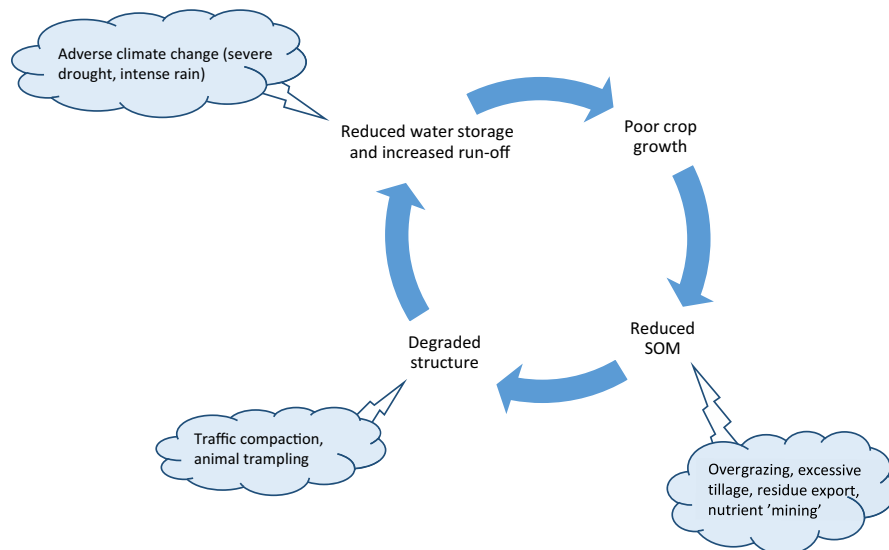 Adverse climate change (severe
drought, intense rain)
Reduced water storage
and increased run-off
Poor crop
growth
Reduced
SOM
Degraded
structure
Traffic compaction,
animal trampling
Overgrazing, excessive
tillage, residue export,
nutrient ’mining’